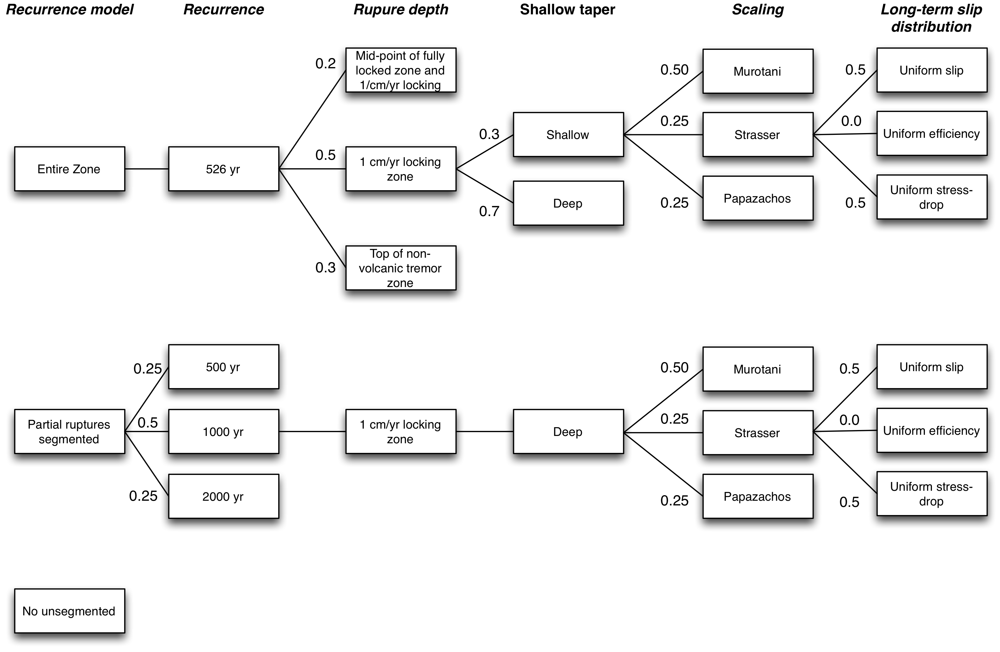 Recurrence model
Recurrence
Rupure depth
Shallow taper
Scaling
Long-term slip
distribution
Entire Zone
526 yr
0.2
0.5
0.3
Mid-point of fully
locked zone and
1/cm/yr locking
1 cm/yr locking
zone
Top of non-
volcanic tremor
zone
0.3
0.7
Shallow
Deep
0.50
0.25
0.25
Murotani
Strasser
Papazachos
0.5
0.0
0.5
Uniform slip
Uniform efficiency
Uniform stress-
drop
Partial ruptures
segmented
0.25
0.5
0.25
500 yr
1000 yr
2000 yr
1 cm/yr locking
zone
Deep
0.50
0.25
0.25
Murotani
Strasser
Papazachos
0.5
0.0
0.5
Uniform slip
Uniform efficiency
Uniform stress-
drop
No unsegmented